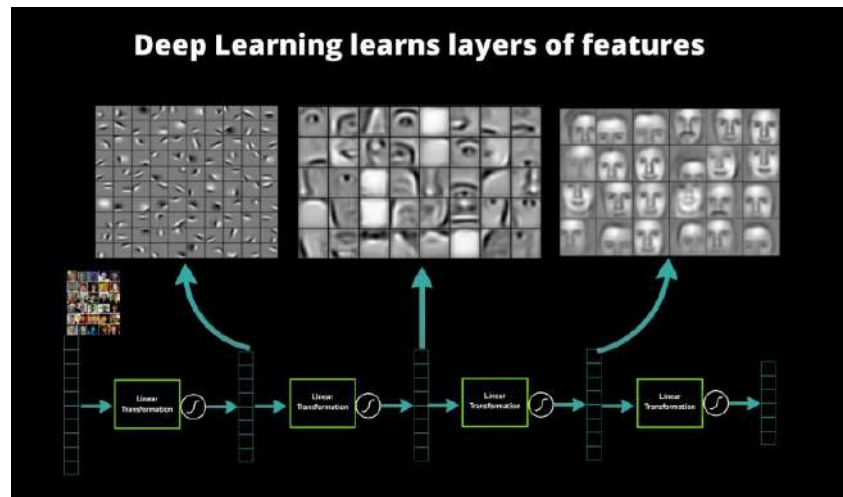 Deep Learning learns layers of features
Linear
Transformation
Linear
Transformation
Linear
Transformation
Linear
Transformation